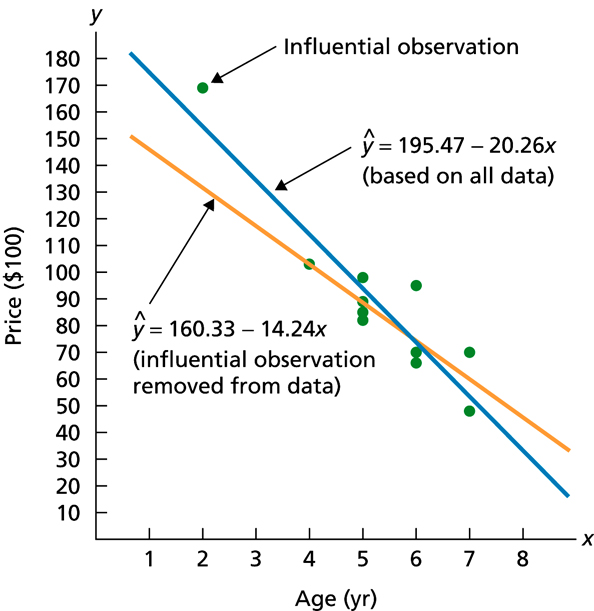 y
Influential observation
180
170
160
150
140
130
120
110
100
90
80
70
60
50
40
30
20
10
ŷ = 195.47 – 20.26x
(based on all data)
ŷ = 160.33 – 14.24x
(influential observation
removed from data)
Price ($100)
1 2 3 4 5 6 7 8
x
Age (yr)